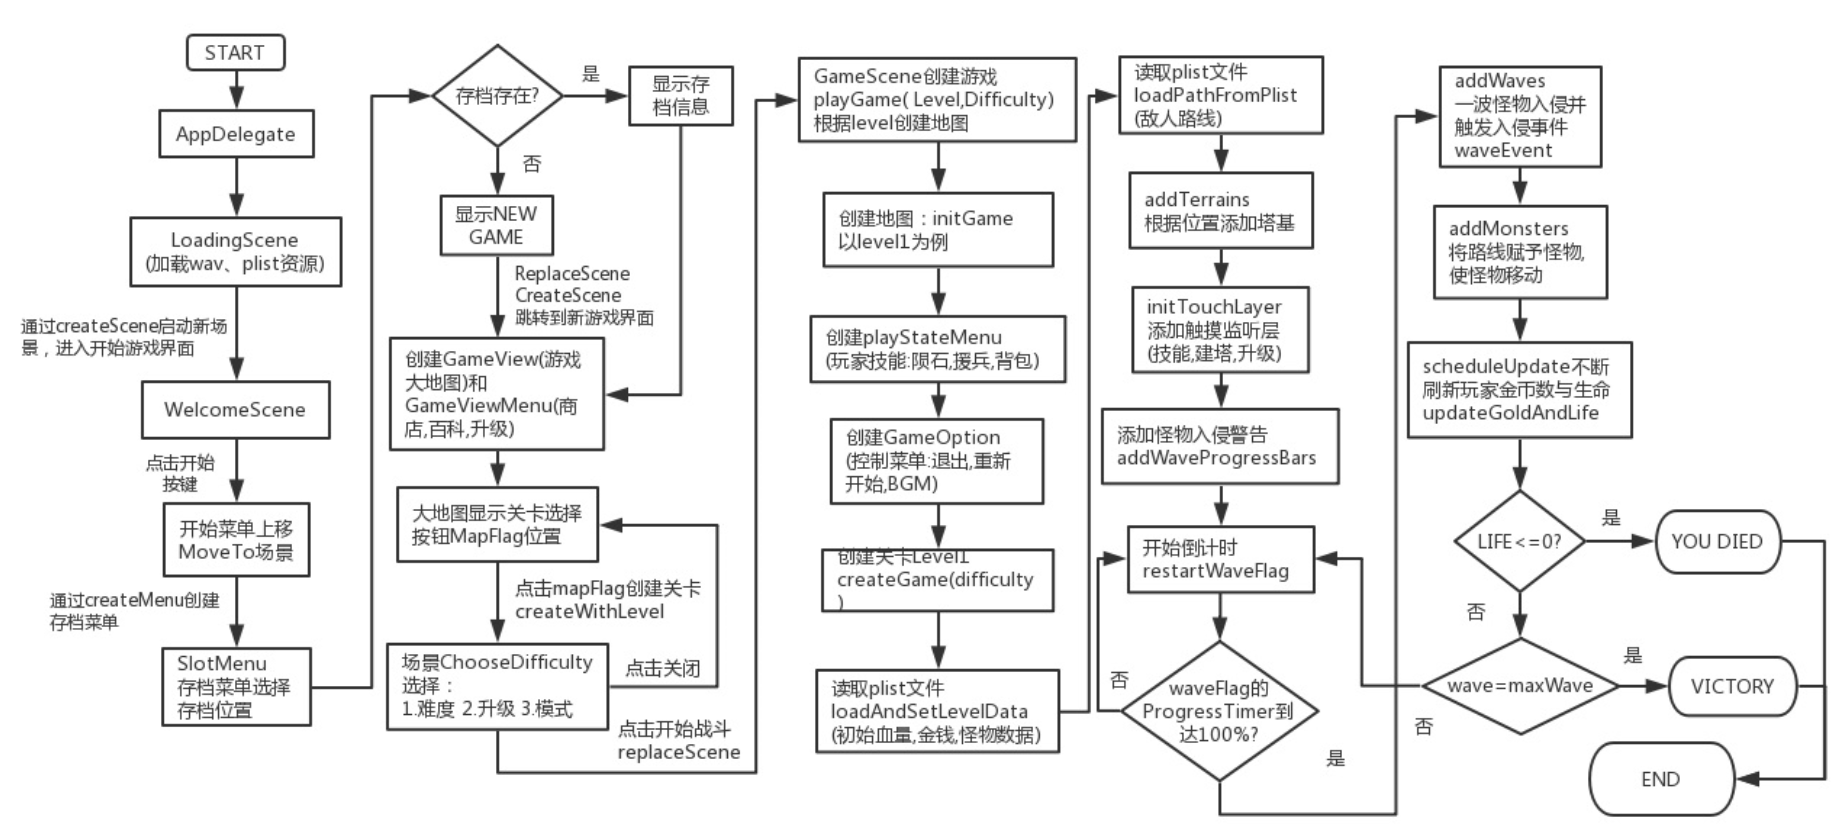 START
AppDelegate
LoadingScene
(加载wav、plist资源)
通过createScene启动新场
景，进入开始游戏界面
WelcomeScene
点击开始
按键
开始菜单上移
MoveTo场景
通过createMenu创建
存档菜单
SlotMenu
存档菜单选择
存档位置
存档存在?
是
显示存
档信息
否
显示NEW
GAME
ReplaceScene
CreateScene
跳转到新游戏界面
创建GameView(游戏
大地图)和
GameViewMenu(商
店,百科,升级)
大地图显示关卡选择
按钮MapFlag位置
点击mapFlag创建关卡
createWithLevel
场景ChooseDifficulty
选择：
1.难度 2.升级 3.模式
点击关闭
点击开始战斗
replaceScene
GameScene创建游戏
playGame( Level,Difficulty)
根据level创建地图
创建地图：initGame
以level1为例
创建playStateMenu
(玩家技能:陨石,援兵,背包)
创建GameOption
(控制菜单:退出,重新
开始,BGM)
创建关卡Level1
createGame(difficulty
)
读取plist文件
loadAndSetLevelData
(初始血量,金钱,怪物数据)
读取plist文件
loadPathFromPlist
(敌人路线)
addTerrains
根据位置添加塔基
initTouchLayer
添加触摸监听层
(技能,建塔,升级)
添加怪物入侵警告
addWaveProgressBars
开始倒计时
restartWaveFlag
否
waveFlag的
ProgressTimer到
达100%?
是
addWaves
一波怪物入侵并
触发入侵事件
waveEvent
addMonsters
将路线赋予怪物,
使怪物移动
scheduleUpdate不断
刷新玩家金币数与生命
updateGoldAndLife
LIFE<=0?
是
YOU DIED
否
wave=maxWave
是
VICTORY
否
END